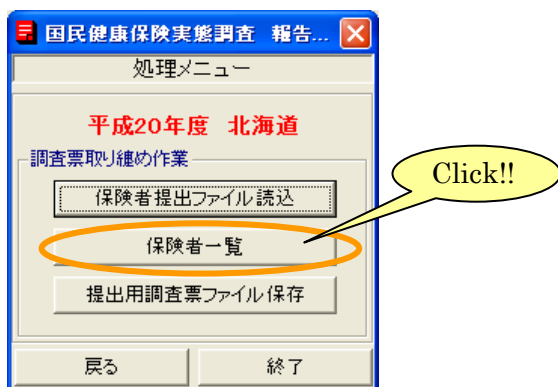 国民健康保険実態調査 報告...
処理メニュー
平成20年度 北海道
調査票取り纏め作業
保険者提出ファイル読込
Click!!
保険者一覧
提出用調査票ファイル保存
戻る
終了